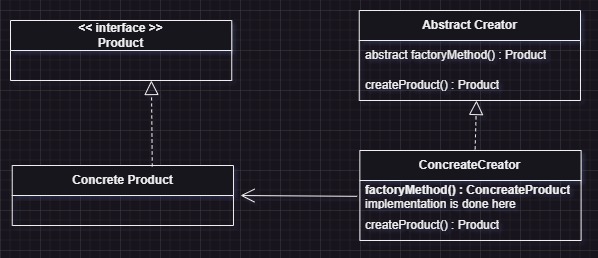 << interface >>
Product
Abstract Creator
abstract factoryMethod() : Product
createProduct() : Product
Concrete Product
ConcreateCreator
factoryMethod() : ConcreateProduct
implementation is done here
createProduct() : Product